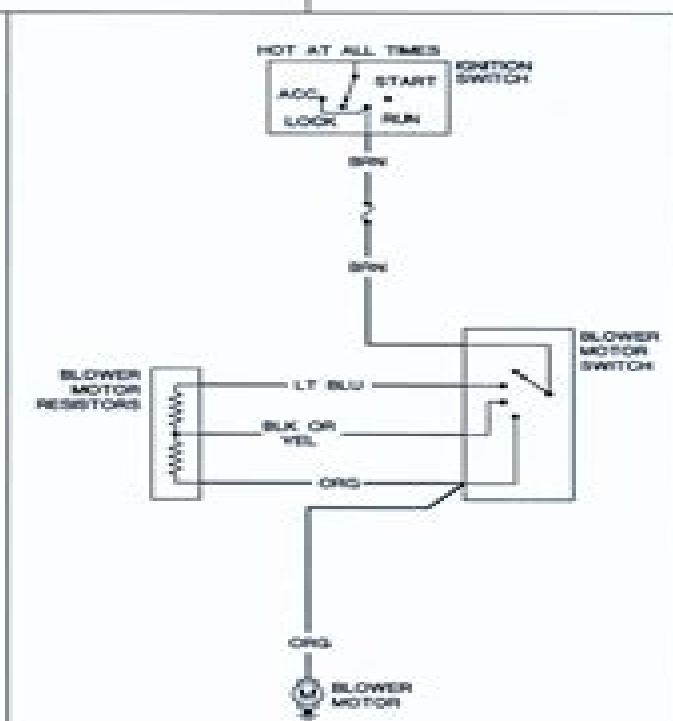 HOT AT ALL TIMES
IGNITION
SWITCH
START
ACC
LOCK
RUN
BRN
BRN
BLOWER
MOTOR
SWITCH
BLOWER
MOTOR
RESISTORS
LT BLU
BLK OR
YEL
ORG
ORG
M
BLOWER
MOTOR